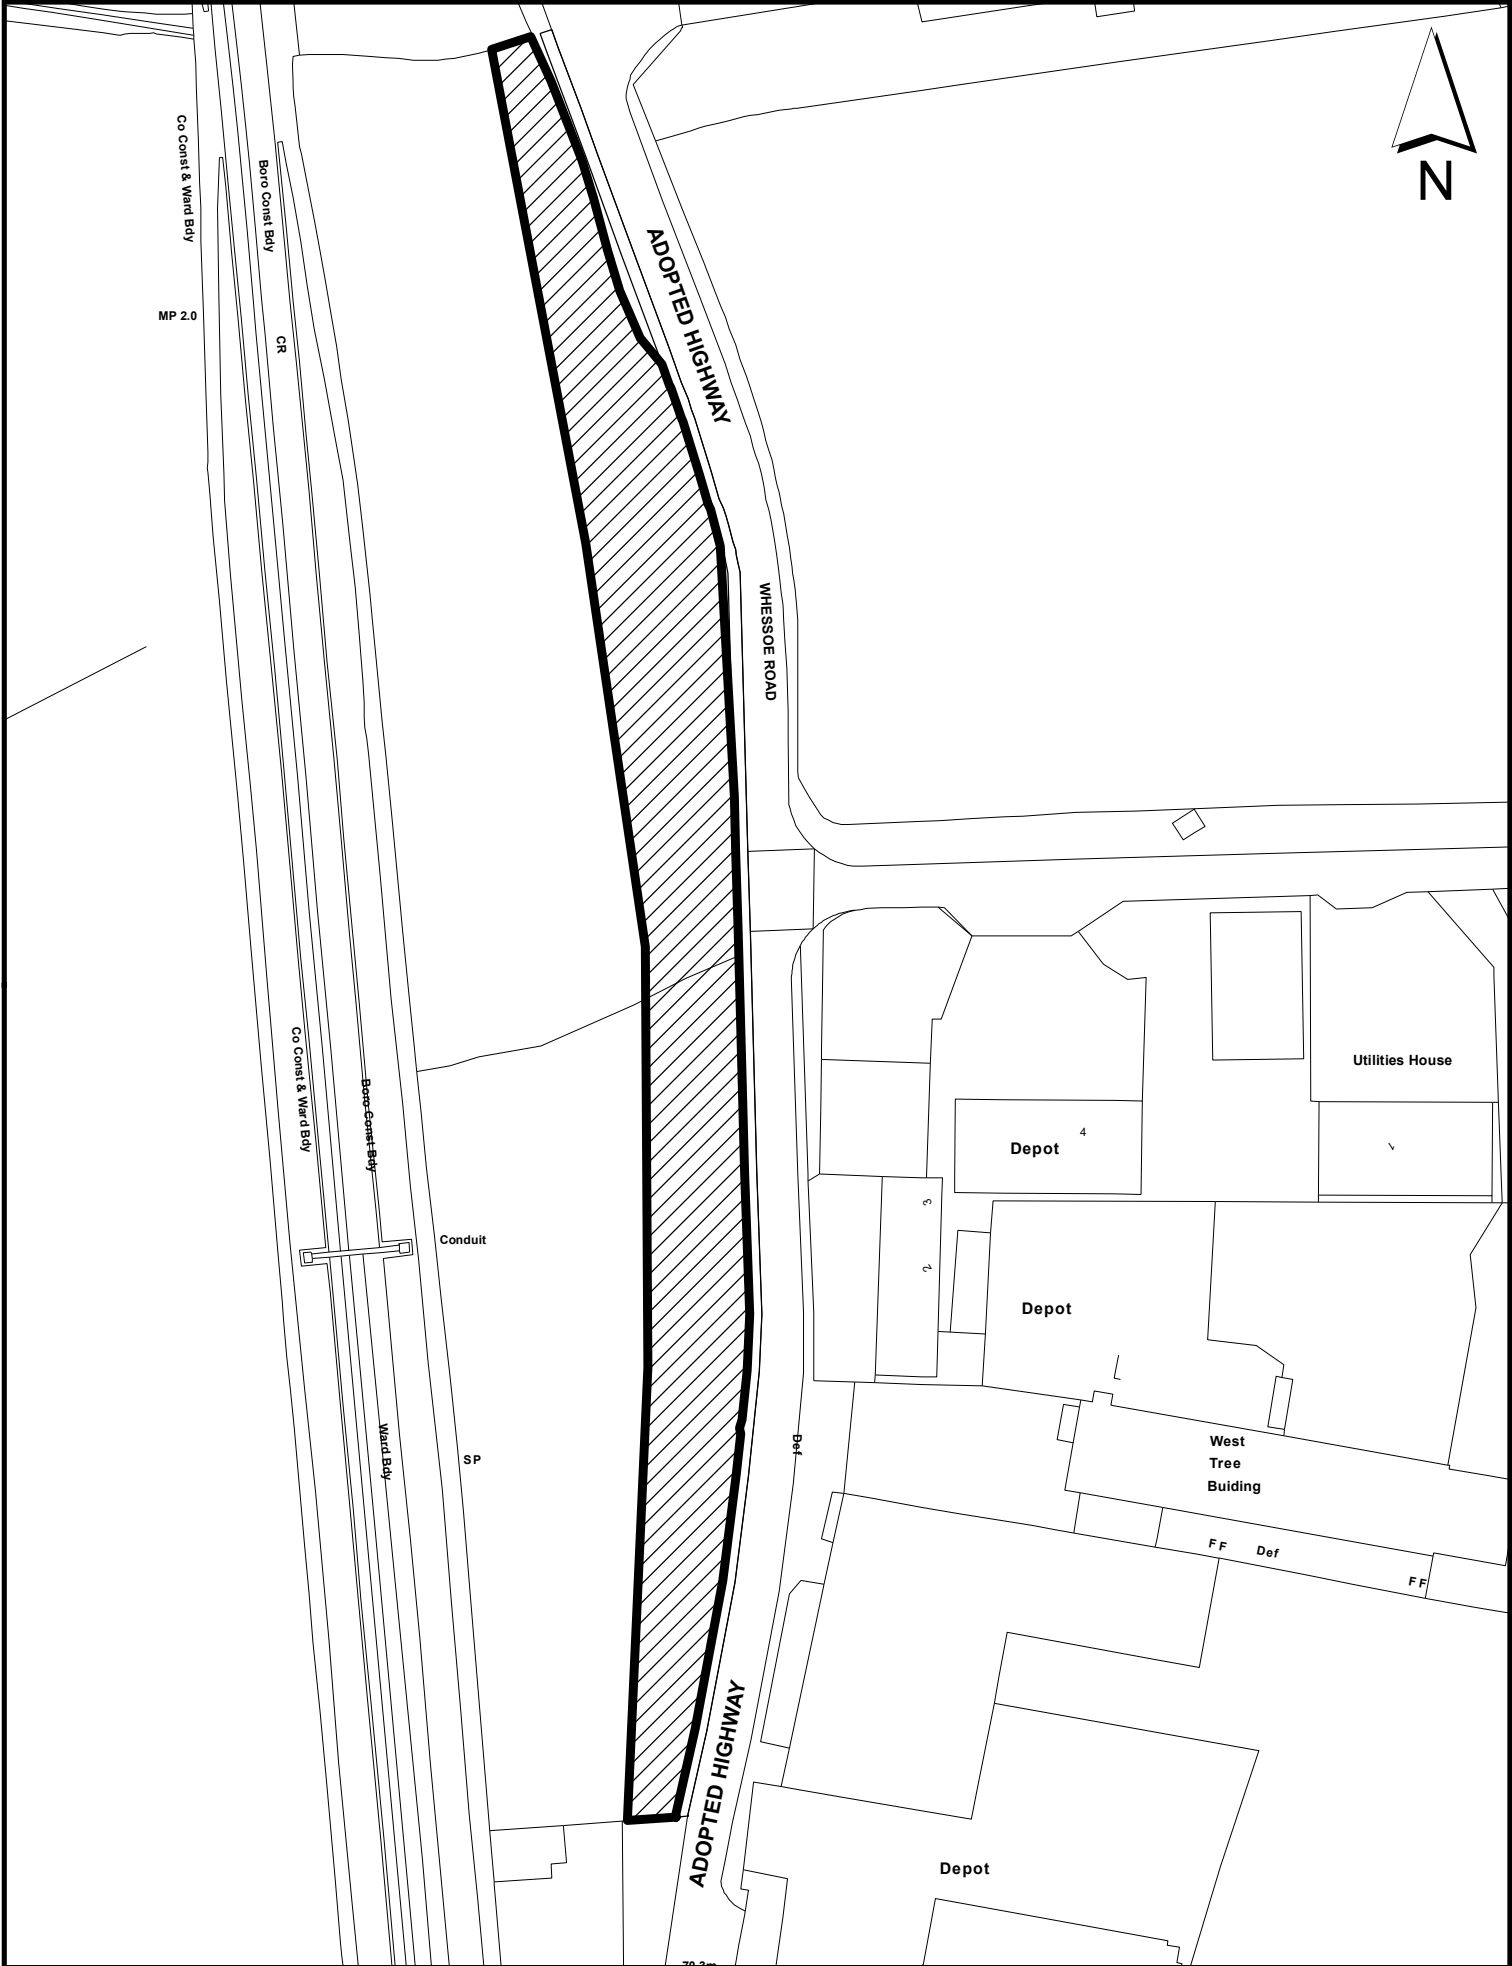 N
Co Const & Ward Bdy
Boro Const Bdy
MP 2.0
CR
ADOPTED HIGHWAY
WHESSOE ROAD
Co Const & Ward Bdy
Boro Const Bdy
Utilities House
Depot
4
1
3
2
Conduit
Depot
Ward Bdy
SP
Def
West
Tree
Buiding
FF
Def
FF
ADOPTED HIGHWAY
Depot